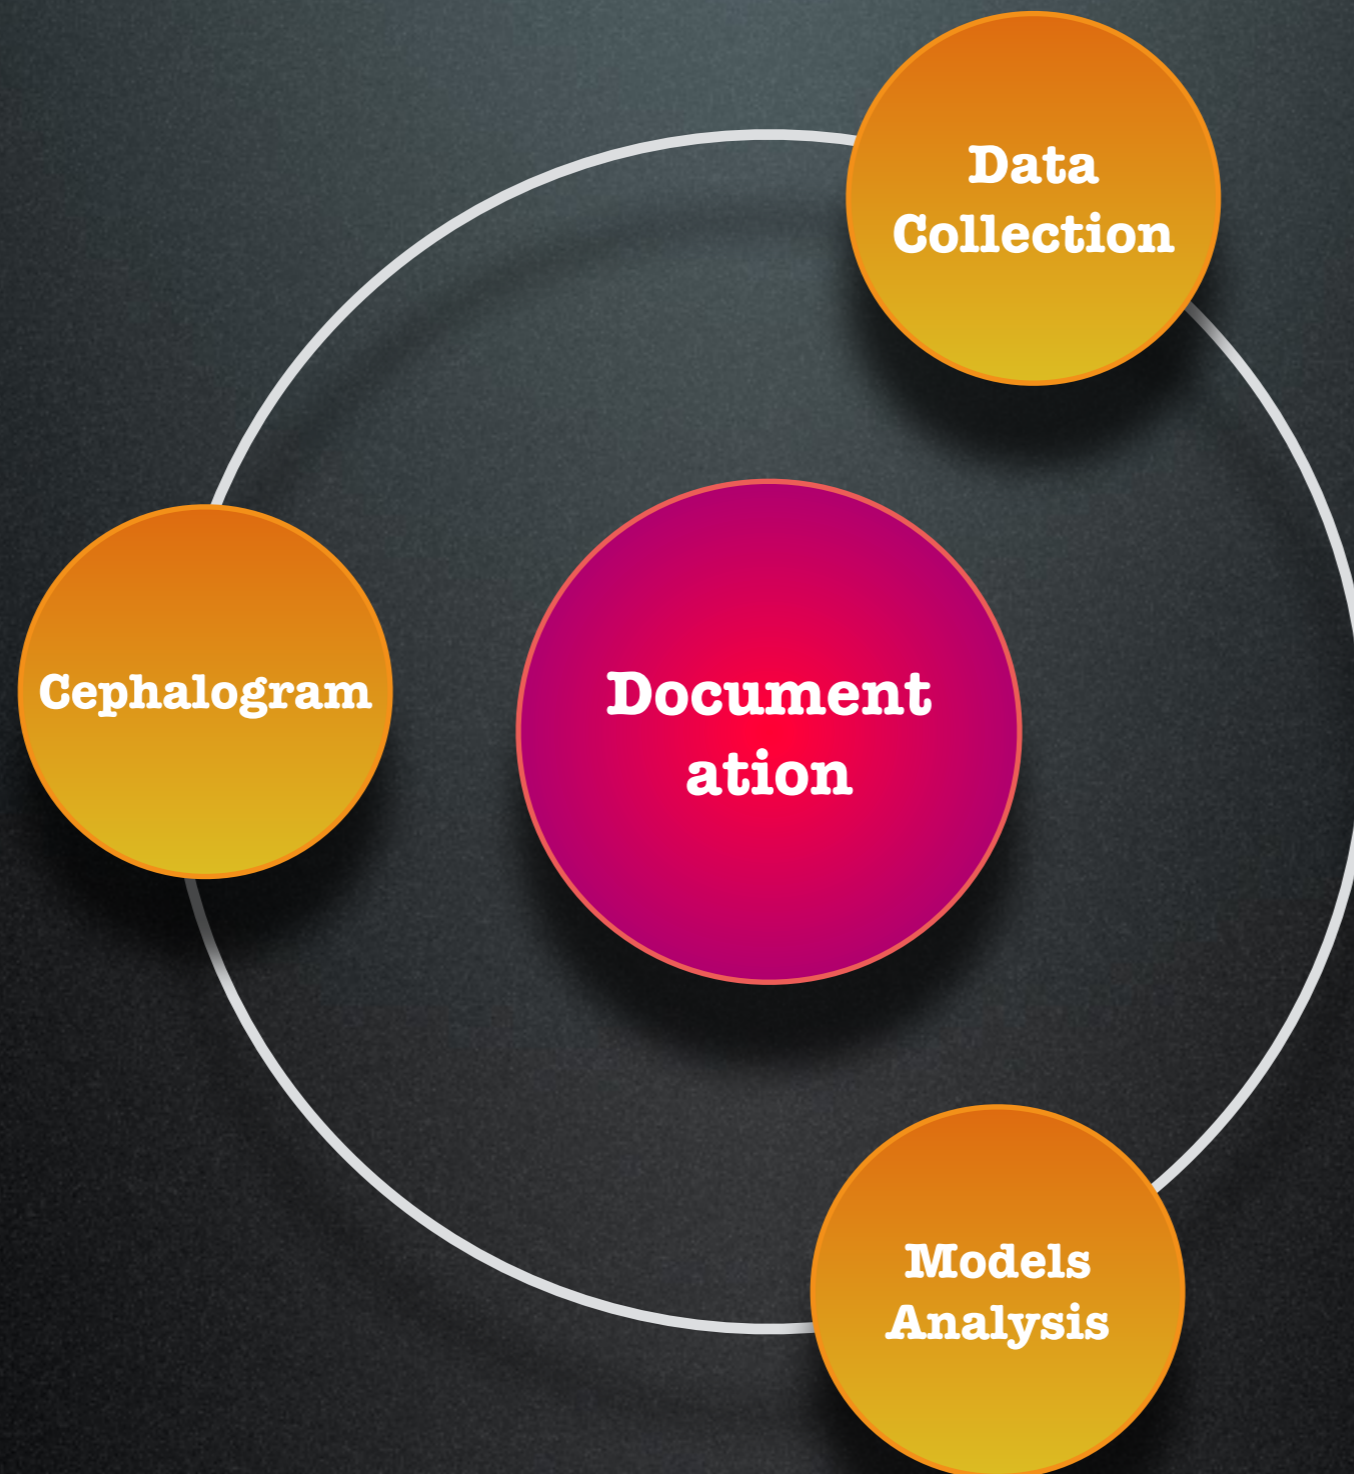 Data
Collection
Cephalogram
Document
ation
Models
Analysis